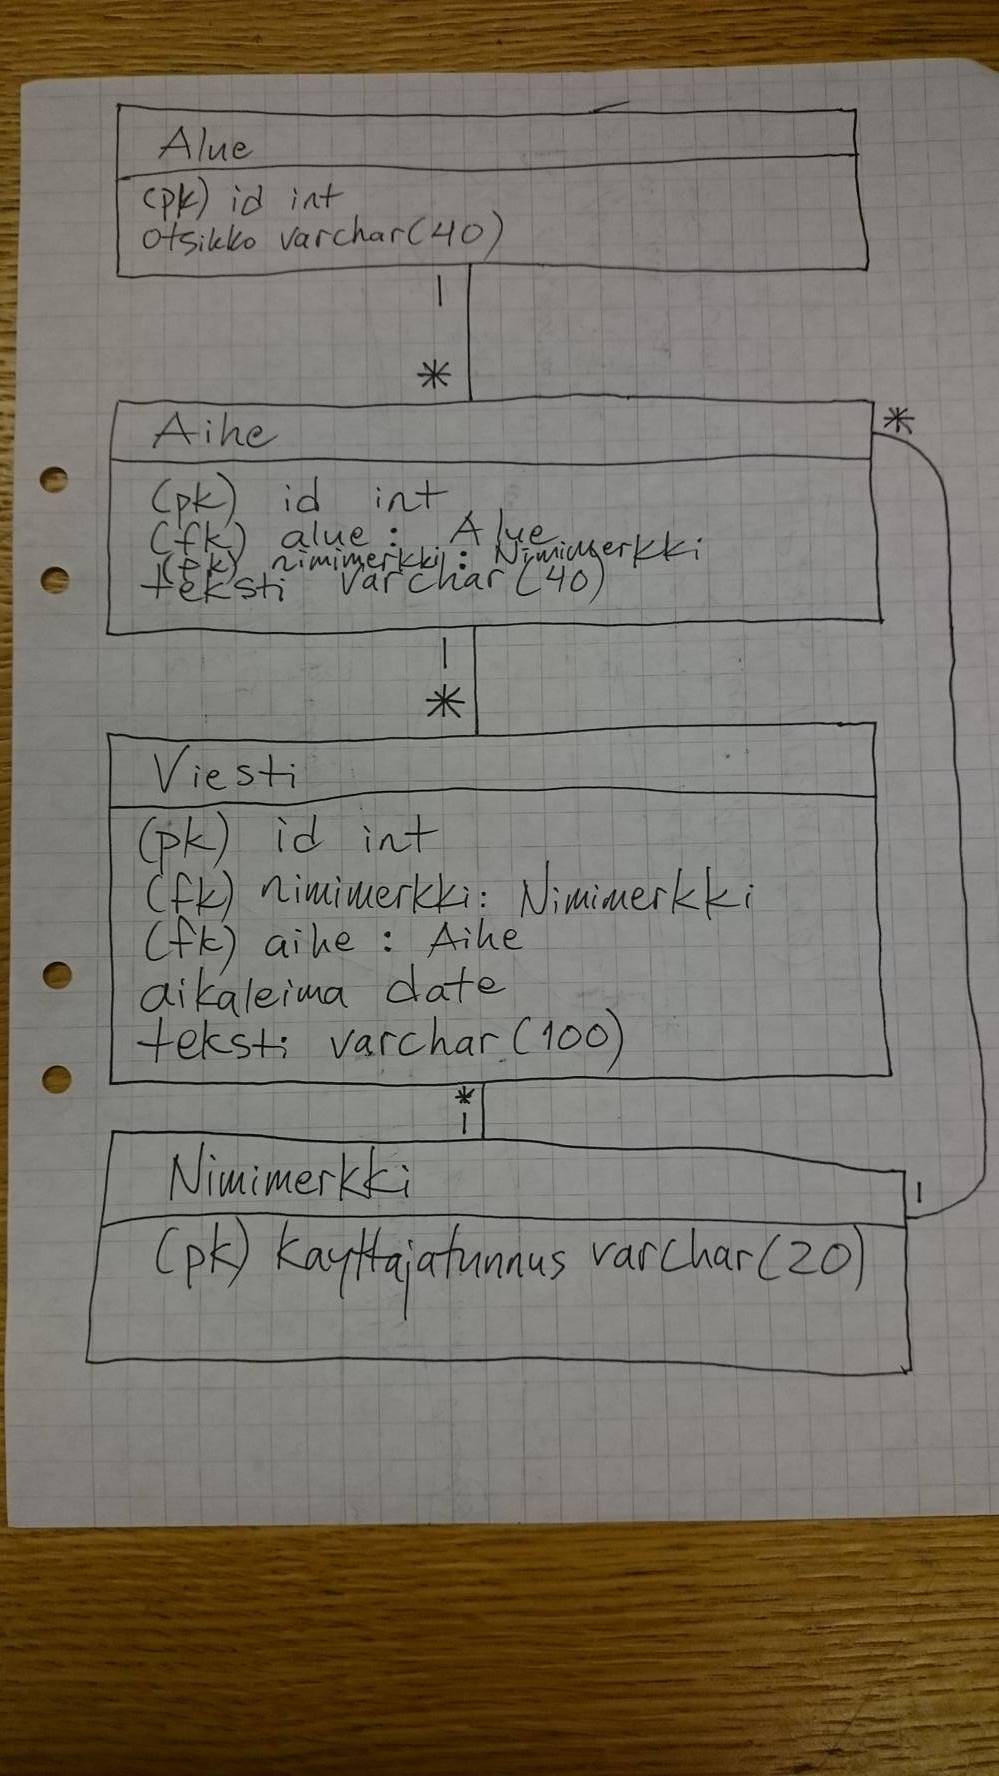 Alue
(pk) id int
otsikko varchar(40)
1
*
Aihe
*
(pk) id int
(fk) alue : Alue
(fk) nimimerkki : Nimimerkki
teksti varchar(40)
1
*
Viesti
(pk) id int
(fk) nimimerkki: Nimimerkki
(fk) aihe : Aihe
aikaleima date
teksti varchar(100)
*
1
Nimimerkki
1
(pk) kayttajatunnus varchar(20)